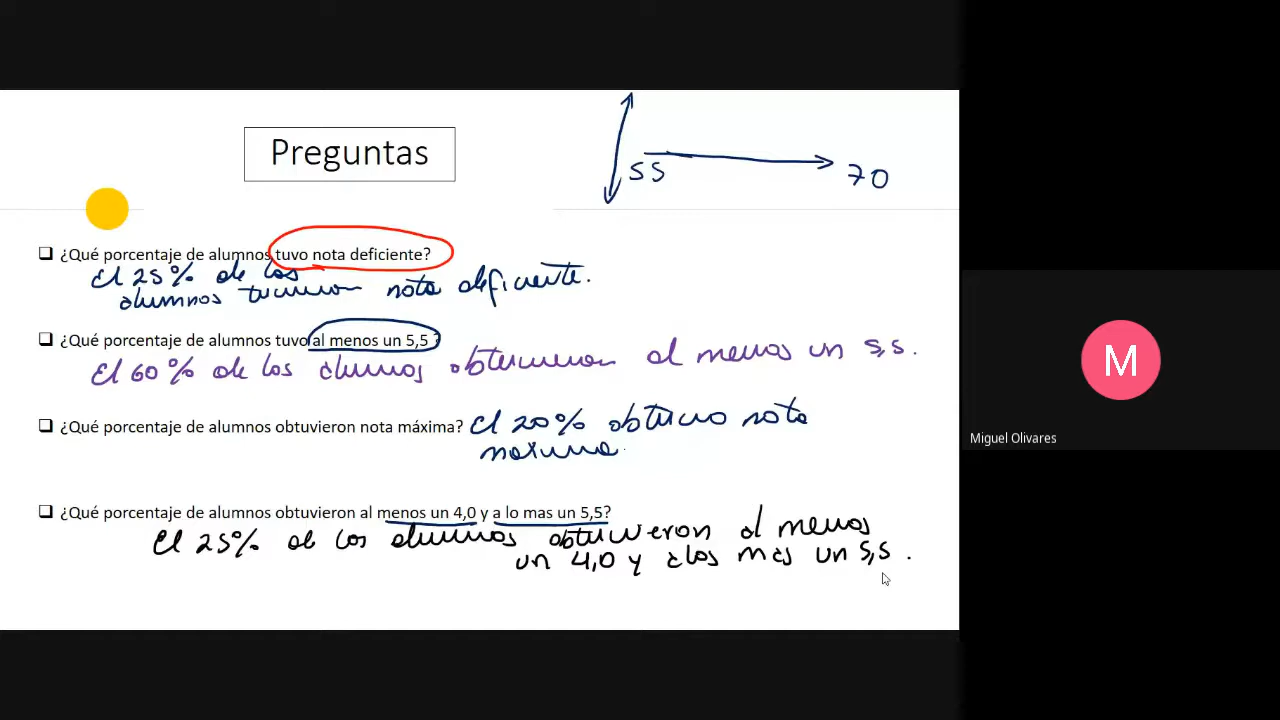 Preguntas
55 70
¿Qué porcentaje de alumnos tuvo nota deficiente?
El 25% de los
alumnos tuvieron nota deficiente.
¿Qué porcentaje de alumnos tuvo al menos un 5,5 ?
El 60% de los alumnos obtuvieron al menos un 5,5.
¿Qué porcentaje de alumnos obtuvieron nota máxima? El 20% obtuvo nota
maxima.
¿Qué porcentaje de alumnos obtuvieron al menos un 4,0 y a lo mas un 5,5?
El 25% de los alumnos obtuvieron al menos
un 4,0 y a los mas un 5,5.
M
Miguel Olivares